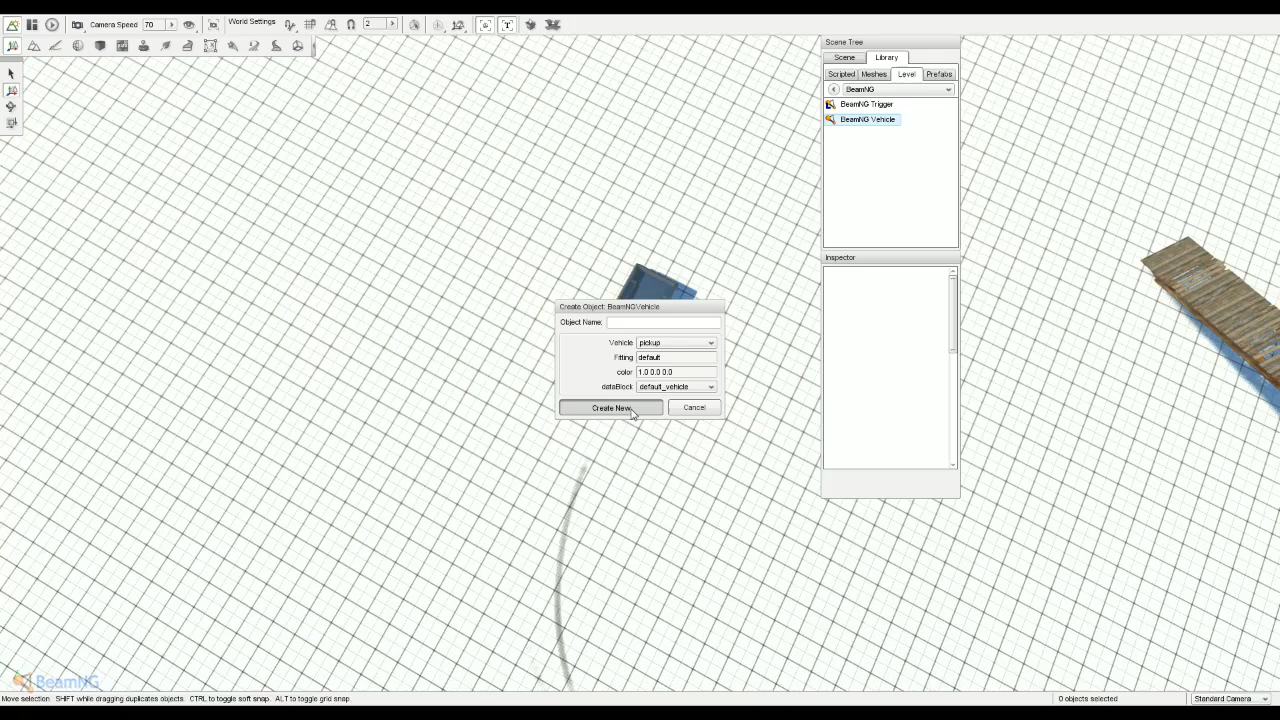 Camera Speed 70 World Settings 2
Scene Tree
Scene Library
Scripted Meshes Level Prefabs
BeamNG
BeamNG Trigger
BeamNG Vehicle
Inspector
Create Object: BeamNGVehicle
Object Name:
Vehicle pickup
Fitting default
color 1.0 0.0 0.0
dataBlock default_vehicle
Create New Cancel
BeamNG
Move selection SHIFT while dragging duplicates objects. CTRL to toggle soft snap. ALT to toggle grid snap. 0 objects selected Standard Camera